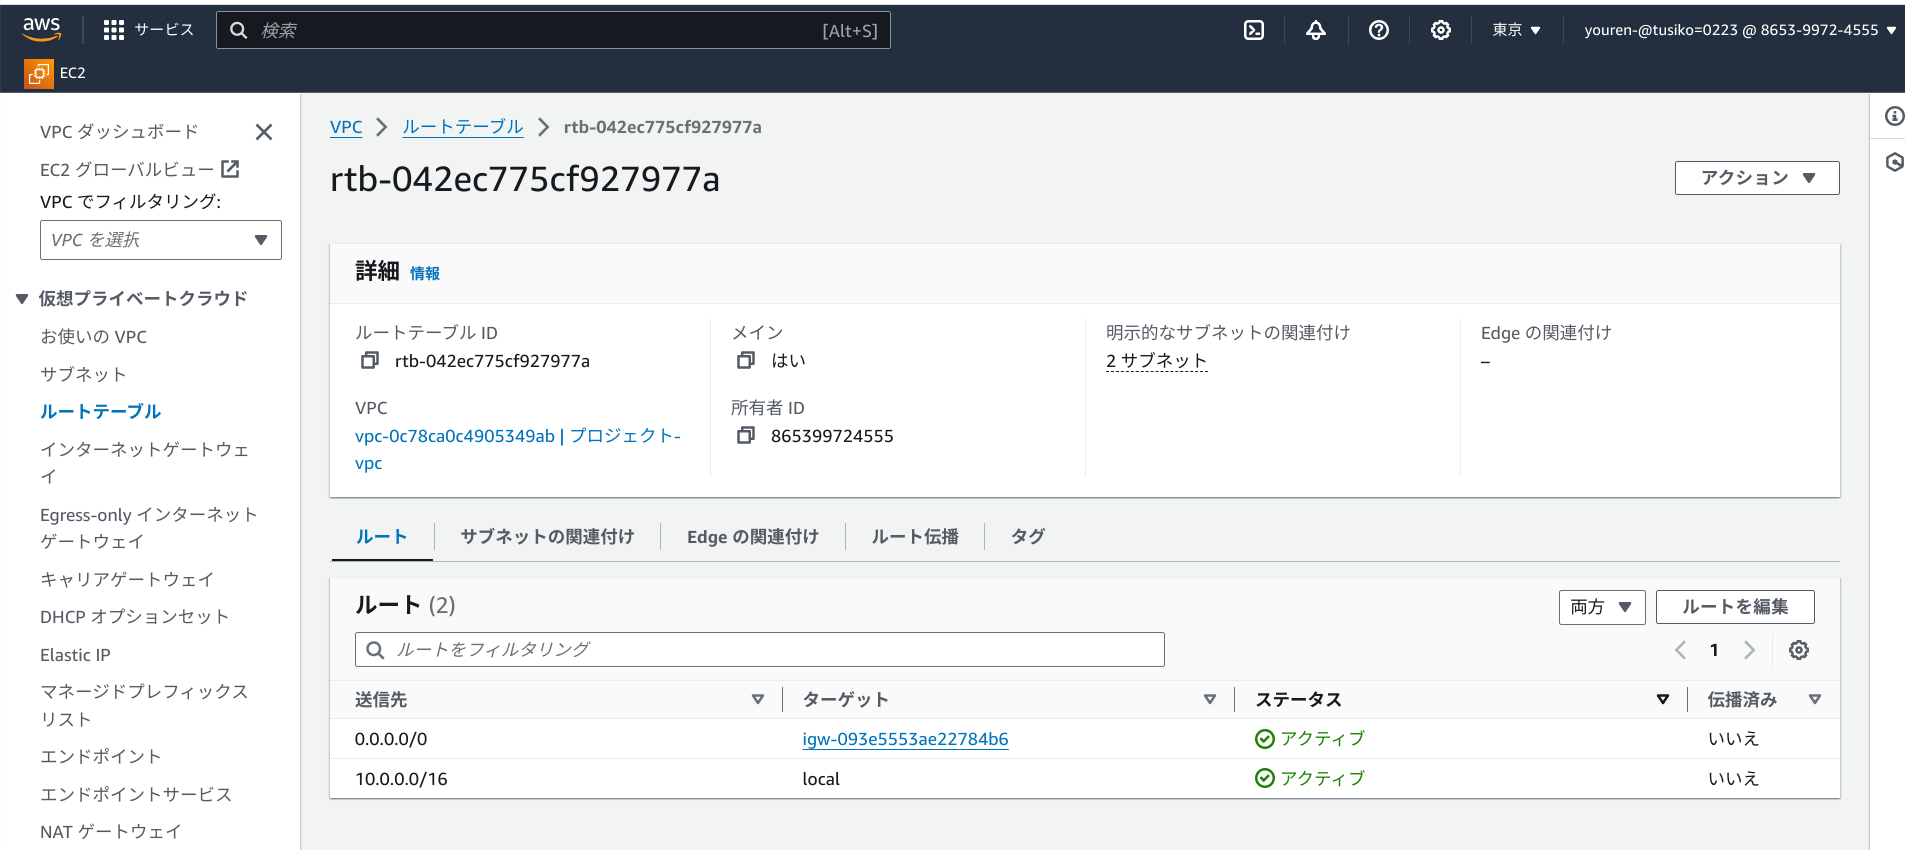 aws
サービス
検索
[Alt+S]
東京
youren-@tusiko=0223 @ 8653-9972-4555
EC2
VPC ダッシュボード
EC2 グローバルビュー
VPC でフィルタリング:
VPC を選択
仮想プライベートクラウド
お使いの VPC
サブネット
ルートテーブル
インターネットゲートウェ
イ
Egress-only インターネット
ゲートウェイ
キャリアゲートウェイ
DHCP オプションセット
Elastic IP
マネージドプレフィックス
リスト
エンドポイント
エンドポイントサービス
NAT ゲートウェイ
VPC
ルートテーブル
rtb-042ec775cf927977a
rtb-042ec775cf927977a
アクション
詳細 情報
ルートテーブル ID
rtb-042ec775cf927977a
メイン
はい
明示的なサブネットの関連付け
2 サブネット
Edge の関連付け
–
VPC
vpc-0c78ca0c4905349ab | プロジェクト-
vpc
所有者 ID
865399724555
ルート
サブネットの関連付け
Edge の関連付け
ルート伝播
タグ
ルート (2)
両方
ルートを編集
ルートをフィルタリング
1
送信先 ターゲット ステータス 伝播済み
0.0.0.0/0 igw-093e5553ae22784b6 アクティブ いいえ
10.0.0.0/16 local アクティブ いいえ